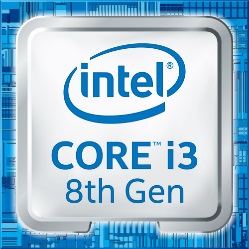 intel
CORE™ i3
8th Gen